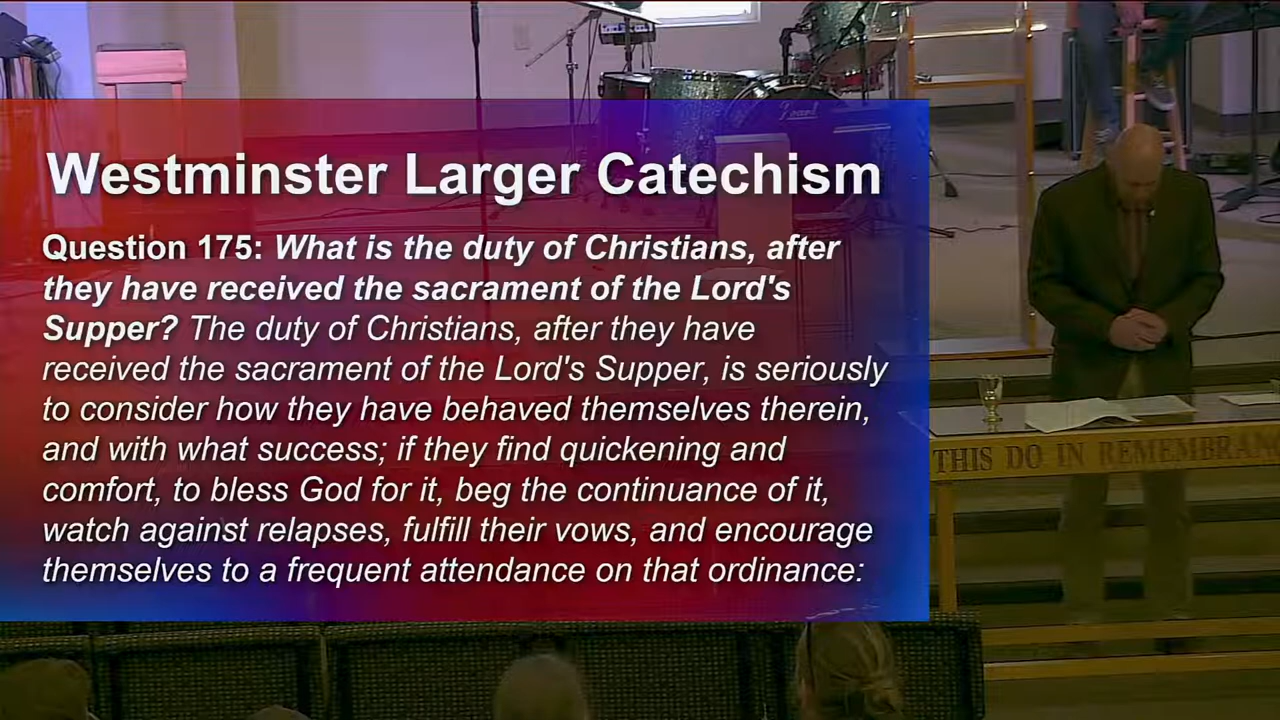 Westminster Larger Catechism
Question 175: What is the duty of Christians, after
they have received the sacrament of the Lord's
Supper? The duty of Christians, after they have
received the sacrament of the Lord's Supper, is seriously
to consider how they have behaved themselves therein,
and with what success; if they find quickening and
comfort, to bless God for it, beg the continuance of it,
watch against relapses, fulfill their vows, and encourage
themselves to a frequent attendance on that ordinance:
THIS DO IN REMEMBRAN